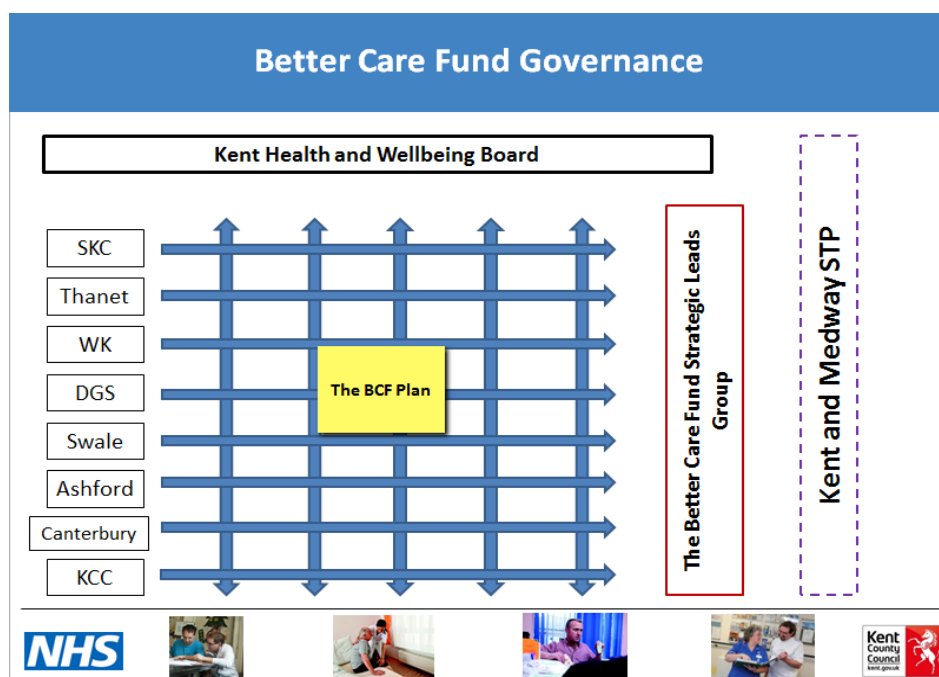 Better Care Fund Governance
Kent Health and Wellbeing Board
SKC
Thanet
WK
DGS
Swale
Ashford
Canterbury
KCC
The BCF Plan
The Better Care Fund Strategic Leads
Group
Kent and Medway STP
NHS
Kent
County
Council
kent.gov.uk